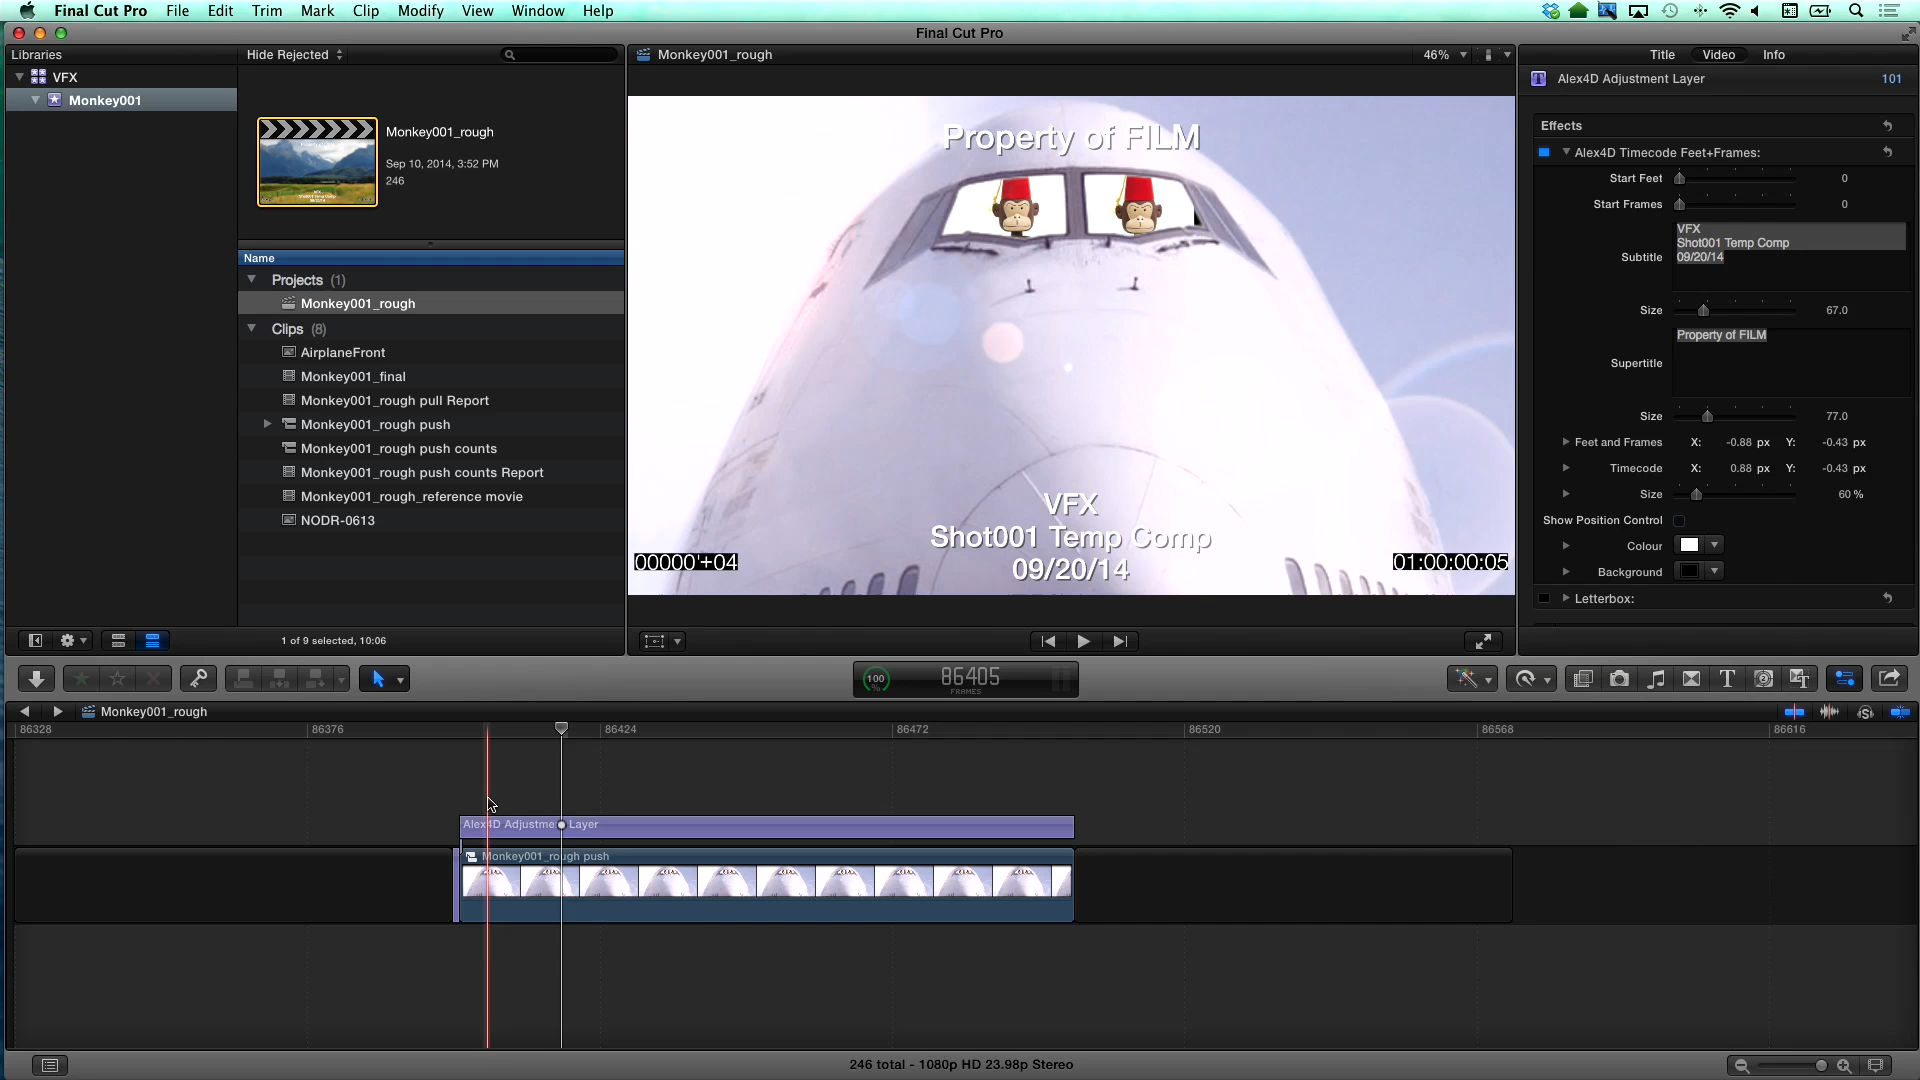 Final Cut Pro File Edit Trim Mark Clip Modify View Window Help
Final Cut Pro
Libraries
Hide Rejected
VFX
Monkey001
Monkey001_rough
Sep 10, 2014, 3:52 PM
246
Name
Projects (1)
Monkey001_rough
Clips (8)
AirplaneFront
Monkey001_final
Monkey001_rough pull Report
Monkey001_rough push
Monkey001_rough push counts
Monkey001_rough push counts Report
Monkey001_rough_reference movie
NODR-0613
1 of 9 selected, 10:06
Monkey001_rough
46%
Property of FILM
VFX
Shot001 Temp Comp
09/20/14
00000'+04
01:00:00:05
Title Video Info
Alex4D Adjustment Layer 101
Effects
Alex4D Timecode Feet+Frames:
Start Feet 0
Start Frames 0
Subtitle
VFX
Shot001 Temp Comp
09/20/14
Size 67.0
Supertitle
Property of FILM
Size 77.0
Feet and Frames X: -0.88 px Y: -0.43 px
Timecode X: 0.88 px Y: -0.43 px
Size 60 %
Show Position Control
Colour
Background
Letterbox:
100
%
86405
FRAMES
Monkey001_rough
86328 86376 86424 86472 86520 86568 86616
Alex4D Adjustment Layer
Monkey001_rough push
246 total - 1080p HD 23.98p Stereo